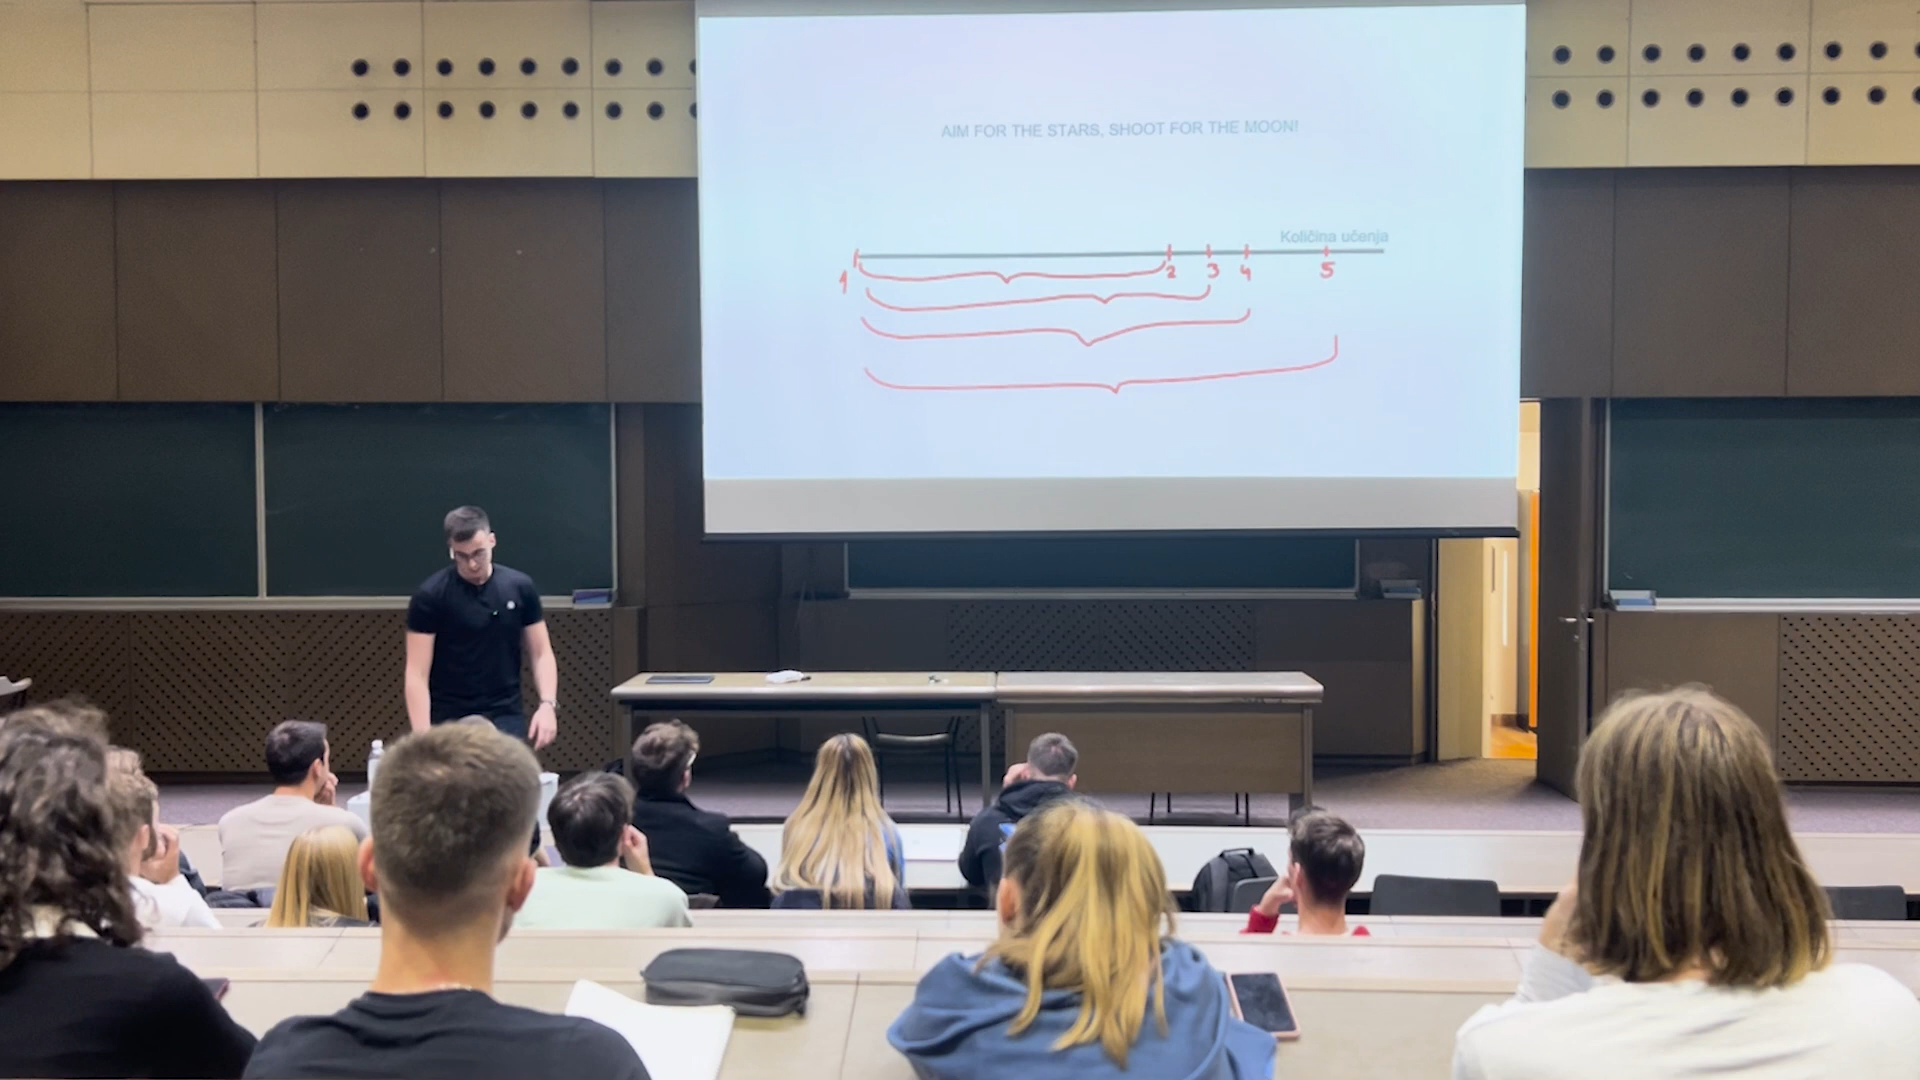 AIM FOR THE STARS, SHOOT FOR THE MOON!
Količina učenja
1 2 3 4 5